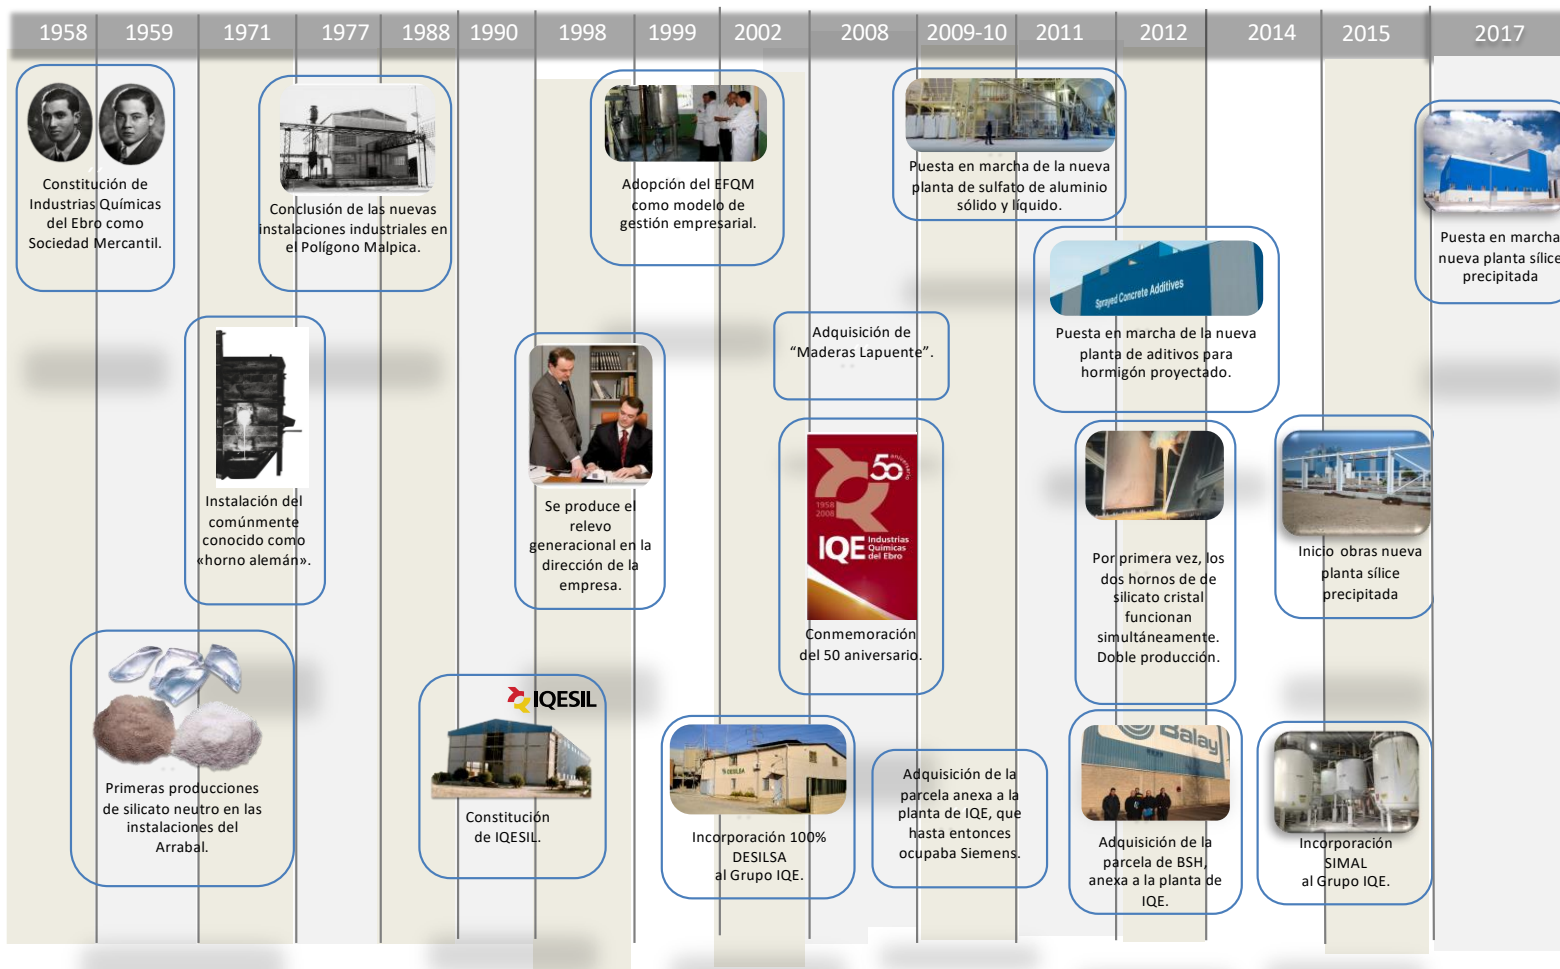 1958 1959 1971 1977 1988 1990 1998 1999 2002 2008 2009-10 2011 2012 2014 2015 2017
Constitución de
Industrias Químicas
del Ebro como
Sociedad Mercantil.
Conclusión de las nuevas
instalaciones industriales en
el Polígono Malpica.
Adopción del EFQM
como modelo de
gestión empresarial.
Puesta en marcha de la nueva
planta de sulfato de aluminio
sólido y líquido.
Puesta en marcha
nueva planta sílice
precipitada
Sprayed Concrete Additives
Puesta en marcha de la nueva
planta de aditivos para
hormigón proyectado.
Adquisición de
“Maderas Lapuente”.
Instalación del
comúnmente
conocido como
«horno alemán».
Se produce el
relevo
generacional en la
dirección de la
empresa.
50 aniversario
1958
2008
IQE Industrias
Químicas
del Ebro
Conmemoración
del 50 aniversario.
Por primera vez, los
dos hornos de de
silicato cristal
funcionan
simultáneamente.
Doble producción.
Inicio obras nueva
planta sílice
precipitada
Primeras producciones
de silicato neutro en las
instalaciones del
Arrabal.
IQESIL
Constitución
de IQESIL.
DESILSA
Incorporación 100%
DESILSA
al Grupo IQE.
Adquisición de la
parcela anexa a la
planta de IQE, que
hasta entonces
ocupaba Siemens.
Balay
Adquisición de la
parcela de BSH,
anexa a la planta de
IQE.
Incorporación
SIMAL
al Grupo IQE.